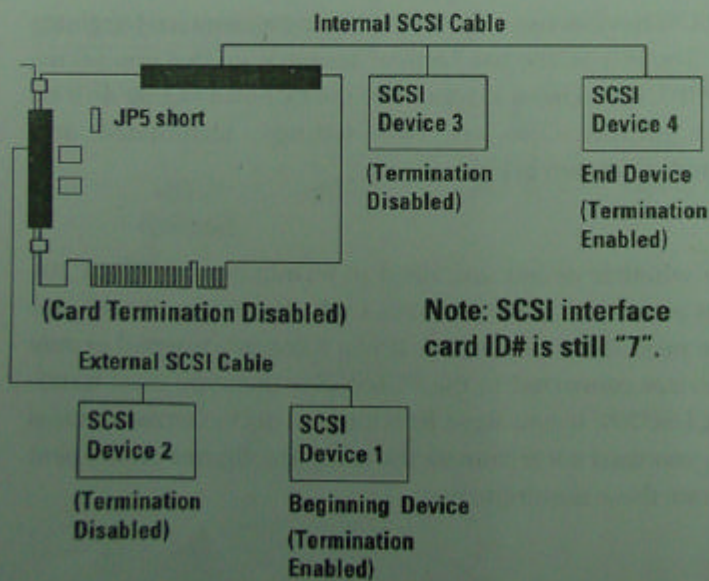 Internal SCSI Cable
JP5 short
SCSI
Device 3
(Termination
Disabled)
SCSI
Device 4
End Device
(Termination
Enabled)
(Card Termination Disabled)
Note: SCSI interface
card ID# is still "7".
External SCSI Cable
SCSI
Device 2
(Termination
Disabled)
SCSI
Device 1
Beginning Device
(Termination
Enabled)